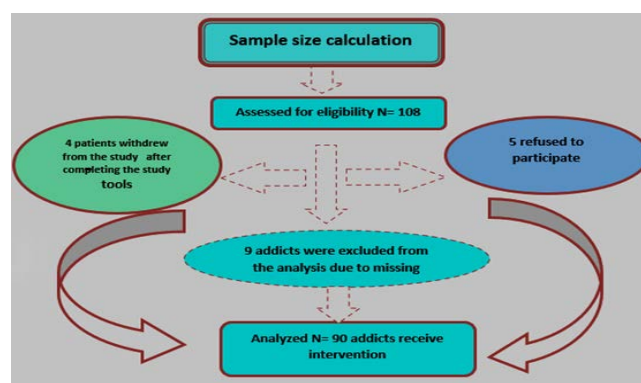 Sample size calculation
Assessed for eligibility N= 108
4 patients withdrew
from the study after
completing the study
tools
5 refused to
participate
9 addicts were excluded from
the analysis due to missing
Analyzed N= 90 addicts receive
intervention